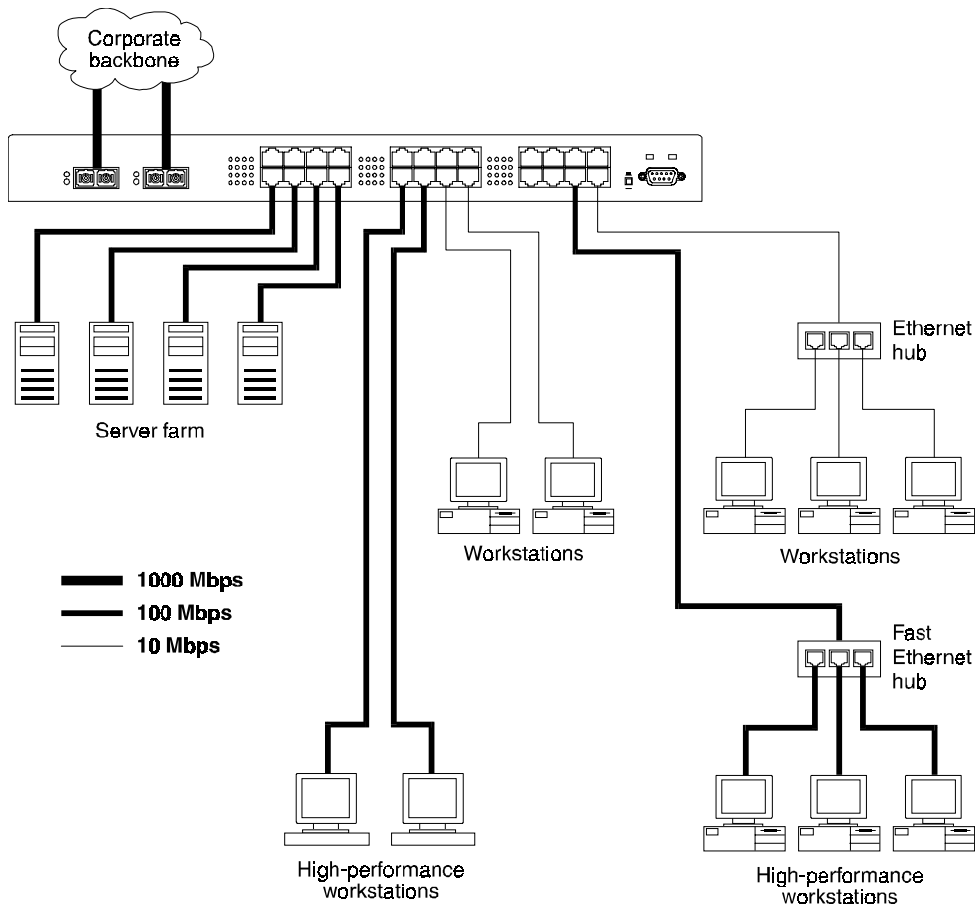 Corporate
backbone
Ethernet
hub
Server farm
Workstations
Workstations
1000 Mbps
100 Mbps
10 Mbps
Fast
Ethernet
hub
High-performance
workstations
High-performance
workstations